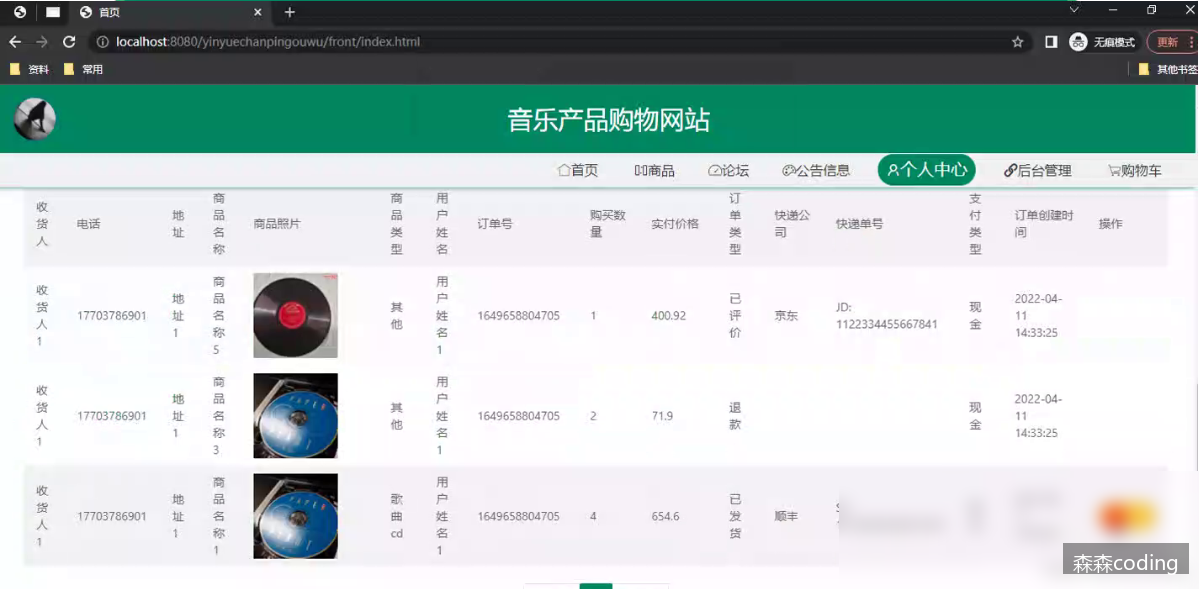 首页
localhost:8080/yinyuechanpingouwu/front/index.html
无痕模式
更新
资料
常用
其他书签
音乐产品购物网站
首页
商品
论坛
公告信息
个人中心
后台管理
购物车
收货人
电话
地址
商品名称
商品照片
商品类型
用户姓名
订单号
购买数量
实付价格
订单类型
快递公司
快递单号
支付类型
订单创建时间
操作
收货人1
17703786901
地址1
商品名称5
其他
用户姓名1
1649658804705
1
400.92
已评价
京东
JD:
1122334455667841
现金
2022-04-
11
14:33:25
收货人1
17703786901
地址1
商品名称3
其他
用户姓名1
1649658804705
2
71.9
退款
现金
2022-04-
11
14:33:25
收货人1
17703786901
地址1
商品名称1
歌曲cd
用户姓名1
1649658804705
4
654.6
已发货
顺丰
森森coding